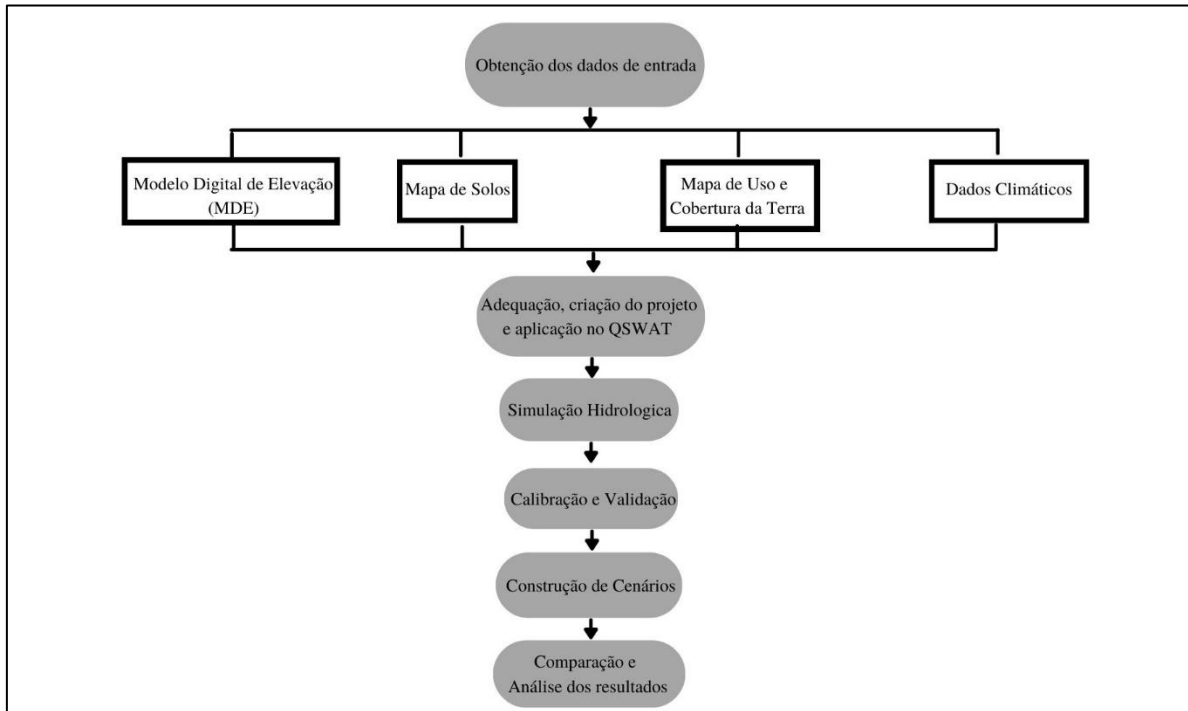 Obtenção dos dados de entrada
Modelo Digital de Elevação
(MDE)
Mapa de Solos
Mapa de Uso e
Cobertura da Terra
Dados Climáticos
Adequação, criação do projeto
e aplicação no QSWAT
Simulação Hidrologica
Calibração e Validação
Construção de Cenários
Comparação e
Análise dos resultados